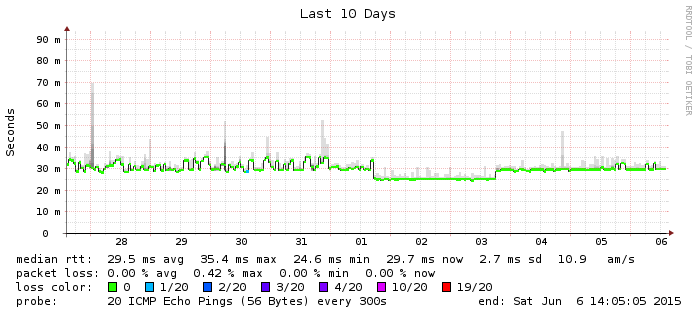 Last 10 Days
RRDTOOL / TOBI OETIKER
Seconds
90 m
80 m
70 m
60 m
50 m
40 m
30 m
20 m
10 m
0
28 29 30 31 01 02 03 04 05 06
median rtt: 29.5 ms avg 35.4 ms max 24.6 ms min 29.7 ms now 2.7 ms sd 10.9 am/s
packet loss: 0.00 % avg 0.42 % max 0.00 % min 0.00 % now
loss color: 0 1/20 2/20 3/20 4/20 10/20 19/20
probe: 20 ICMP Echo Pings (56 Bytes) every 300s end: Sat Jun 6 14:05:05 2015